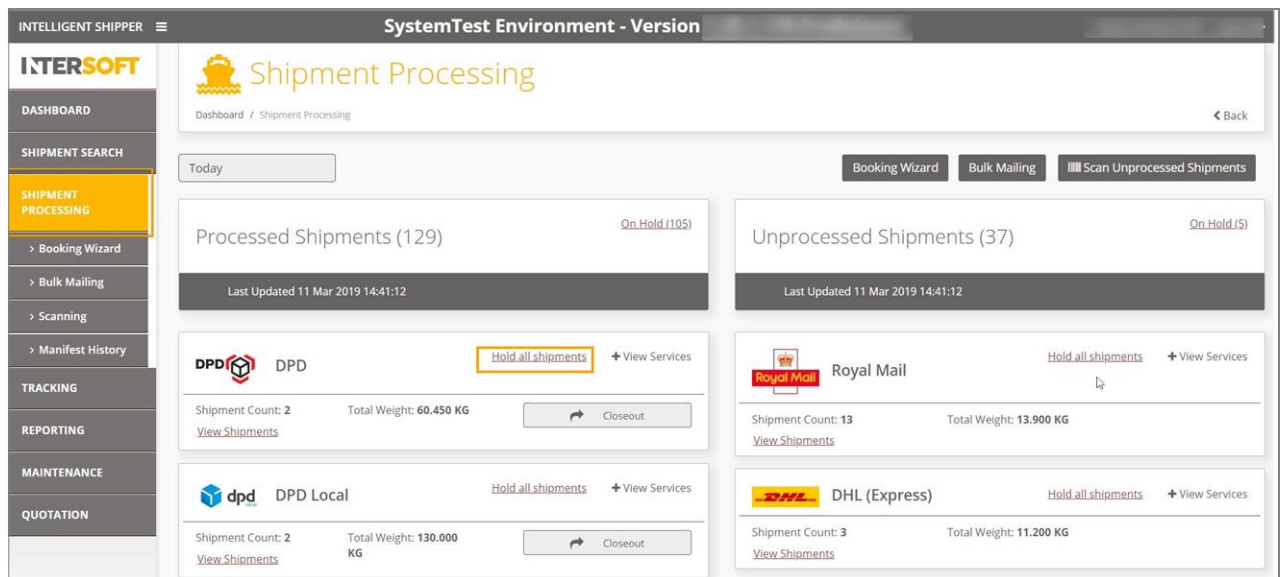 INTELLIGENT SHIPPER
SystemTest Environment - Version
INTERSOFT
DASHBOARD
SHIPMENT SEARCH
SHIPMENT
PROCESSING
> Booking Wizard
> Bulk Mailing
> Scanning
> Manifest History
TRACKING
REPORTING
MAINTENANCE
QUOTATION
Shipment Processing
Dashboard / Shipment Processing
Back
Today
Booking Wizard
Bulk Mailing
Scan Unprocessed Shipments
Processed Shipments (129)
On Hold (105)
Last Updated 11 Mar 2019 14:41:12
DPD
DPD
Hold all shipments
+ View Services
Shipment Count: 2
Total Weight: 60.450 KG
Closeout
View Shipments
dpd
local
DPD Local
Hold all shipments
+ View Services
Shipment Count: 2
Total Weight: 130.000
KG
Closeout
View Shipments
Unprocessed Shipments (37)
On Hold (5)
Last Updated 11 Mar 2019 14:41:12
Royal Mail
Royal Mail
Hold all shipments
+ View Services
Shipment Count: 13
Total Weight: 13.900 KG
View Shipments
DHL
DHL (Express)
Hold all shipments
+ View Services
Shipment Count: 3
Total Weight: 11.200 KG
View Shipments